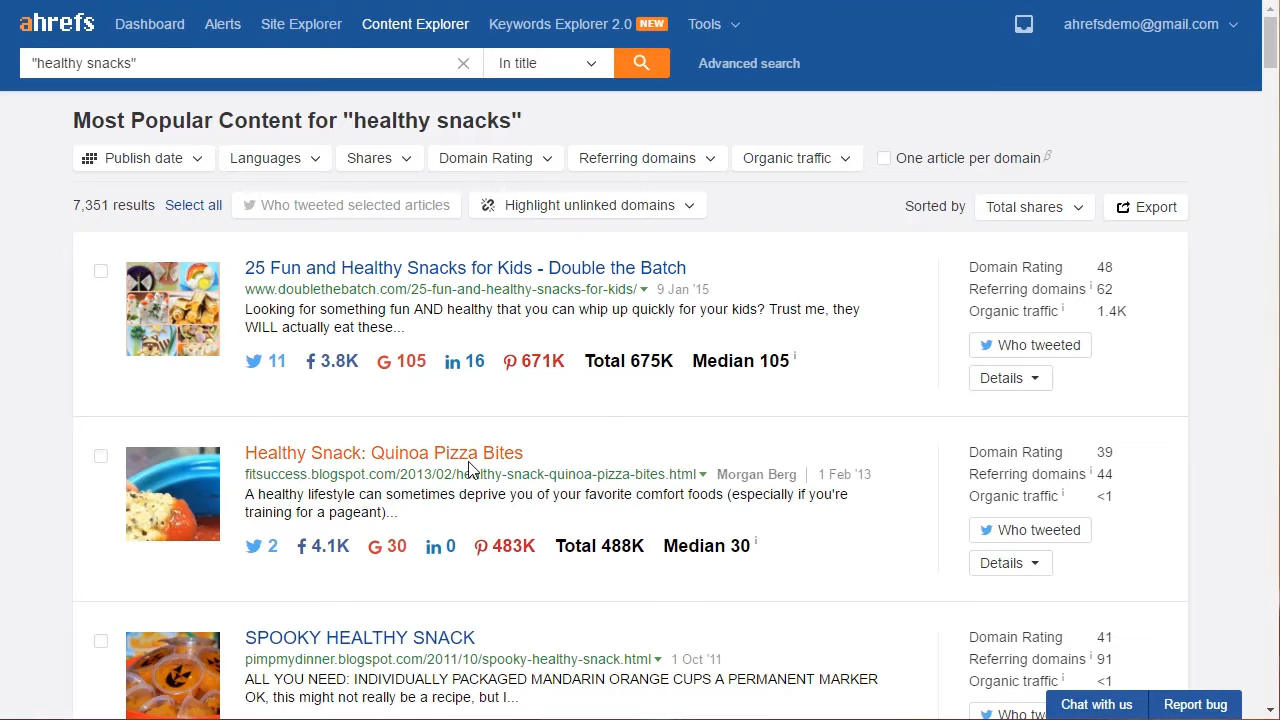 ahrefs Dashboard Alerts Site Explorer Content Explorer Keywords Explorer 2.0 NEW Tools ahrefsdemo@gmail.com
"healthy snacks" In title Advanced search
Most Popular Content for "healthy snacks"
Publish date Languages Shares Domain Rating Referring domains Organic traffic One article per domain
7,351 results Select all Who tweeted selected articles Highlight unlinked domains Sorted by Total shares Export
25 Fun and Healthy Snacks for Kids - Double the Batch
www.doublethebatch.com/25-fun-and-healthy-snacks-for-kids/ 9 Jan '15
Looking for something fun AND healthy that you can whip up quickly for your kids? Trust me, they
WILL actually eat these...
11 3.8K 105 in 16 671K Total 675K Median 105 i
Domain Rating 48
Referring domains i 62
Organic traffic i 1.4K
Who tweeted
Details
Healthy Snack: Quinoa Pizza Bites
fitsuccess.blogspot.com/2013/02/healthy-snack-quinoa-pizza-bites.html Morgan Berg 1 Feb '13
A healthy lifestyle can sometimes deprive you of your favorite comfort foods (especially if you're
training for a pageant)...
2 4.1K 30 in 0 483K Total 488K Median 30 i
Domain Rating 39
Referring domains i 44
Organic traffic i <1
Who tweeted
Details
SPOOKY HEALTHY SNACK
pimpmydinner.blogspot.com/2011/10/spooky-healthy-snack.html 1 Oct '11
ALL YOU NEED: INDIVIDUALLY PACKAGED MANDARIN ORANGE CUPS A PERMANENT MARKER
OK, this might not really be a recipe, but I...
Domain Rating 41
Referring domains i 91
Organic traffic i <1
Who tw
Chat with us Report bug